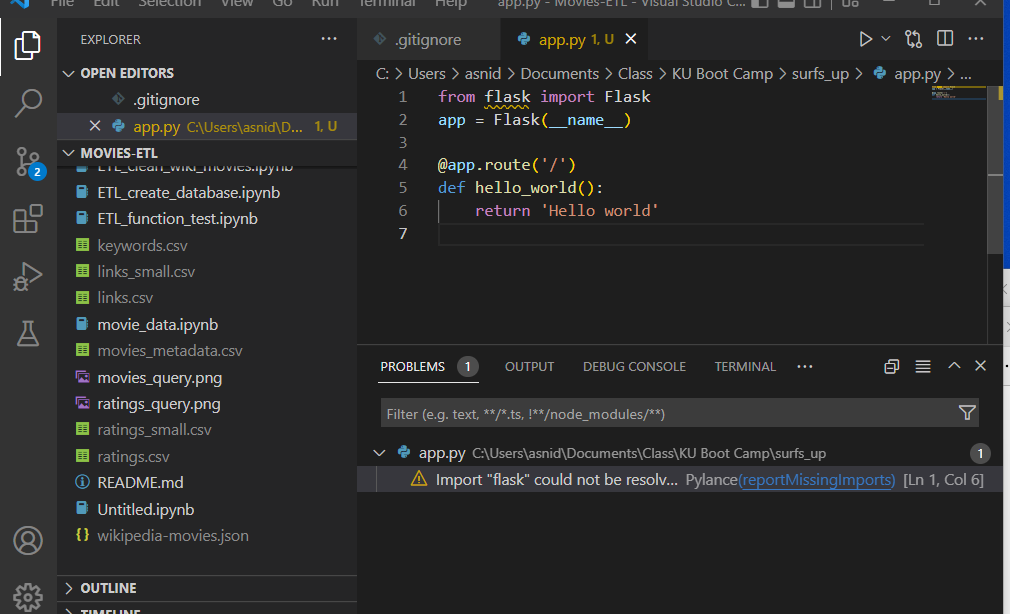 File Edit Selection View Go Run Terminal Help app.py - Movies-ETL - Visual Studio C...
EXPLORER ...
OPEN EDITORS
.gitignore
app.py C:\Users\asnid\D... 1, U
MOVIES-ETL
ETL_clean_wiki_movies.ipynb
ETL_create_database.ipynb
ETL_function_test.ipynb
keywords.csv
links_small.csv
links.csv
movie_data.ipynb
movies_metadata.csv
movies_query.png
ratings_query.png
ratings_small.csv
ratings.csv
README.md
Untitled.ipynb
wikipedia-movies.json
OUTLINE
TIMELINE
2
.gitignore app.py 1, U
C: > Users > asnid > Documents > Class > KU Boot Camp > surfs_up > app.py > ...
1 from flask import Flask
2 app = Flask(__name__)
3
4 @app.route('/')
5 def hello_world():
6 return 'Hello world'
7
PROBLEMS 1 OUTPUT DEBUG CONSOLE TERMINAL ...
Filter (e.g. text, **/*.ts, !**/node_modules/**)
app.py C:\Users\asnid\Documents\Class\KU Boot Camp\surfs_up 1
Import "flask" could not be resolv... Pylance(reportMissingImports) [Ln 1, Col 6]